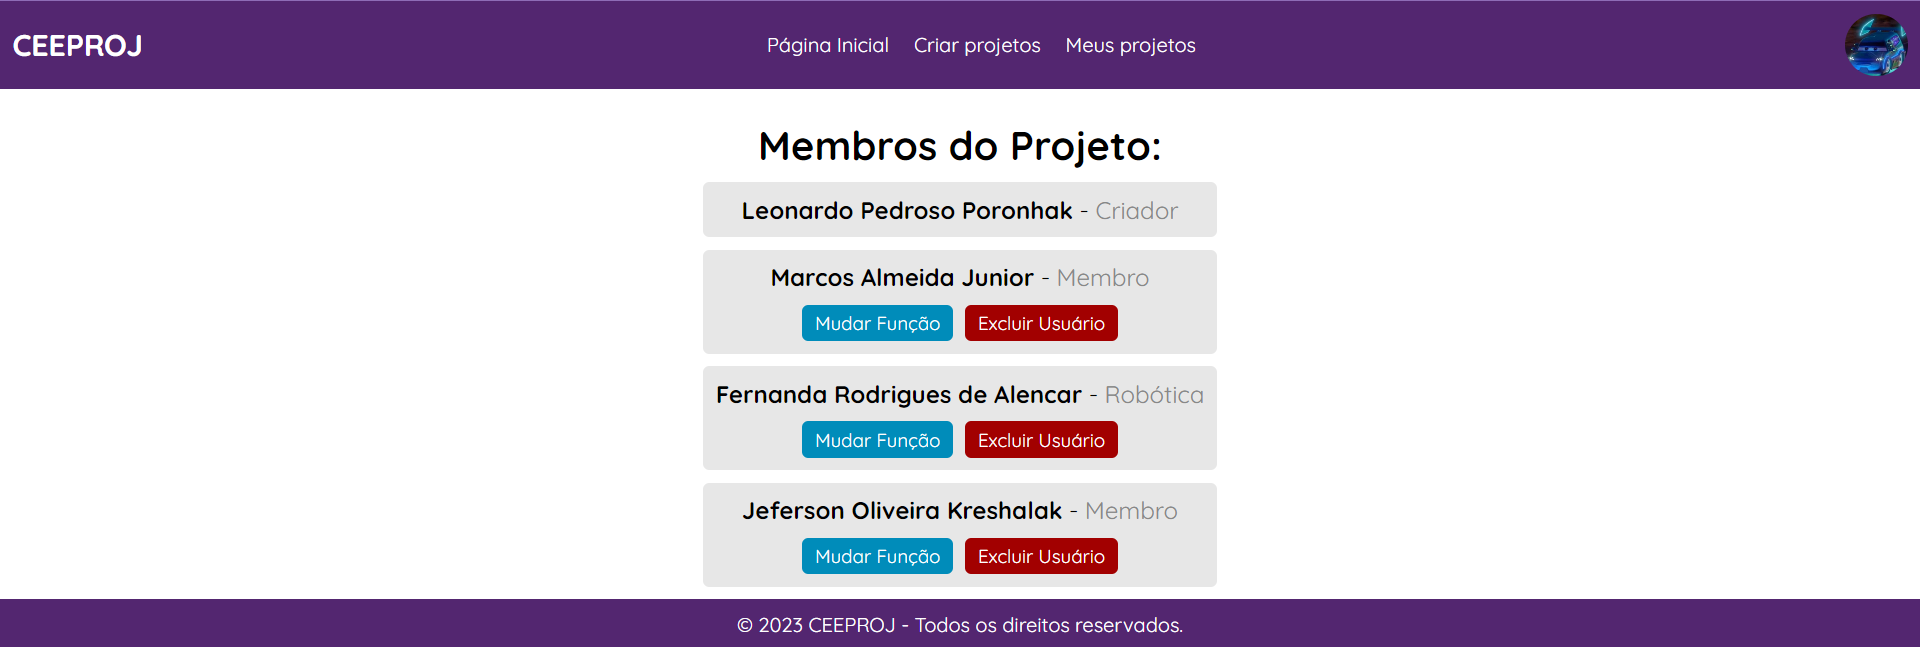 CEEPROJ
Página Inicial Criar projetos Meus projetos
Membros do Projeto:
Leonardo Pedroso Poronhak - Criador
Marcos Almeida Junior - Membro
Mudar Função Excluir Usuário
Fernanda Rodrigues de Alencar - Robótica
Mudar Função Excluir Usuário
Jeferson Oliveira Kreshalak - Membro
Mudar Função Excluir Usuário
© 2023 CEEPROJ - Todos os direitos reservados.